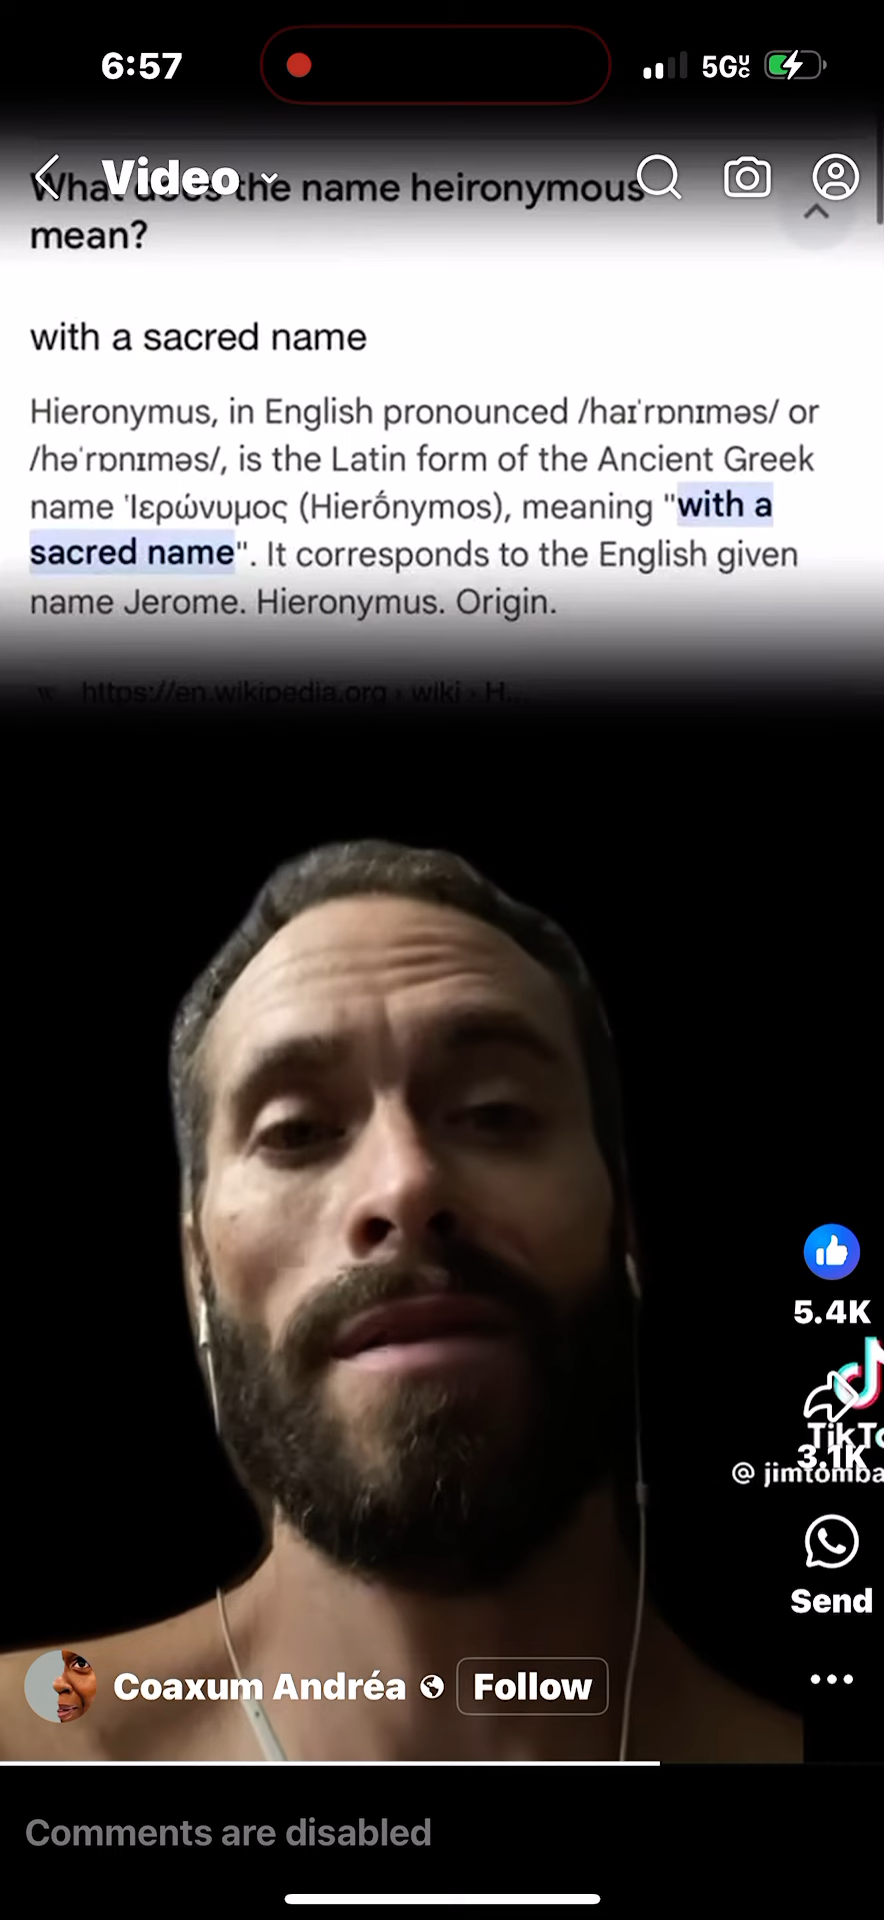 6:57
5G
Video
What does the name heironymous
mean?
with a sacred name
Hieronymus, in English pronounced /haɪˈrɒnɪməs/ or
/həˈrɒnɪməs/, is the Latin form of the Ancient Greek
name Ἱερώνυμος (Hierṓnymos), meaning "with a
sacred name". It corresponds to the English given
name Jerome. Hieronymus. Origin.
https://en.wikipedia.org › wiki › H...
5.4K
TikTo
3.1K
@ jimtomba
Send
Coaxum Andréa
Follow
Comments are disabled